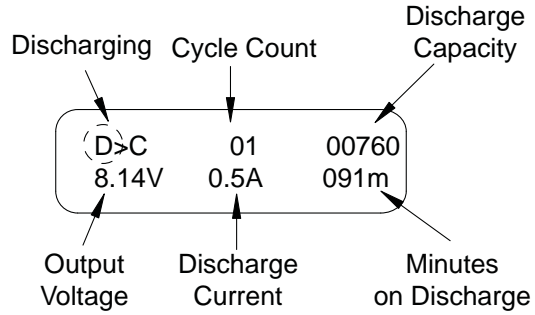 Discharging
Cycle Count
Discharge
Capacity
D>C 01 00760
8.14V 0.5A 091m
Output
Voltage
Discharge
Current
Minutes
on Discharge